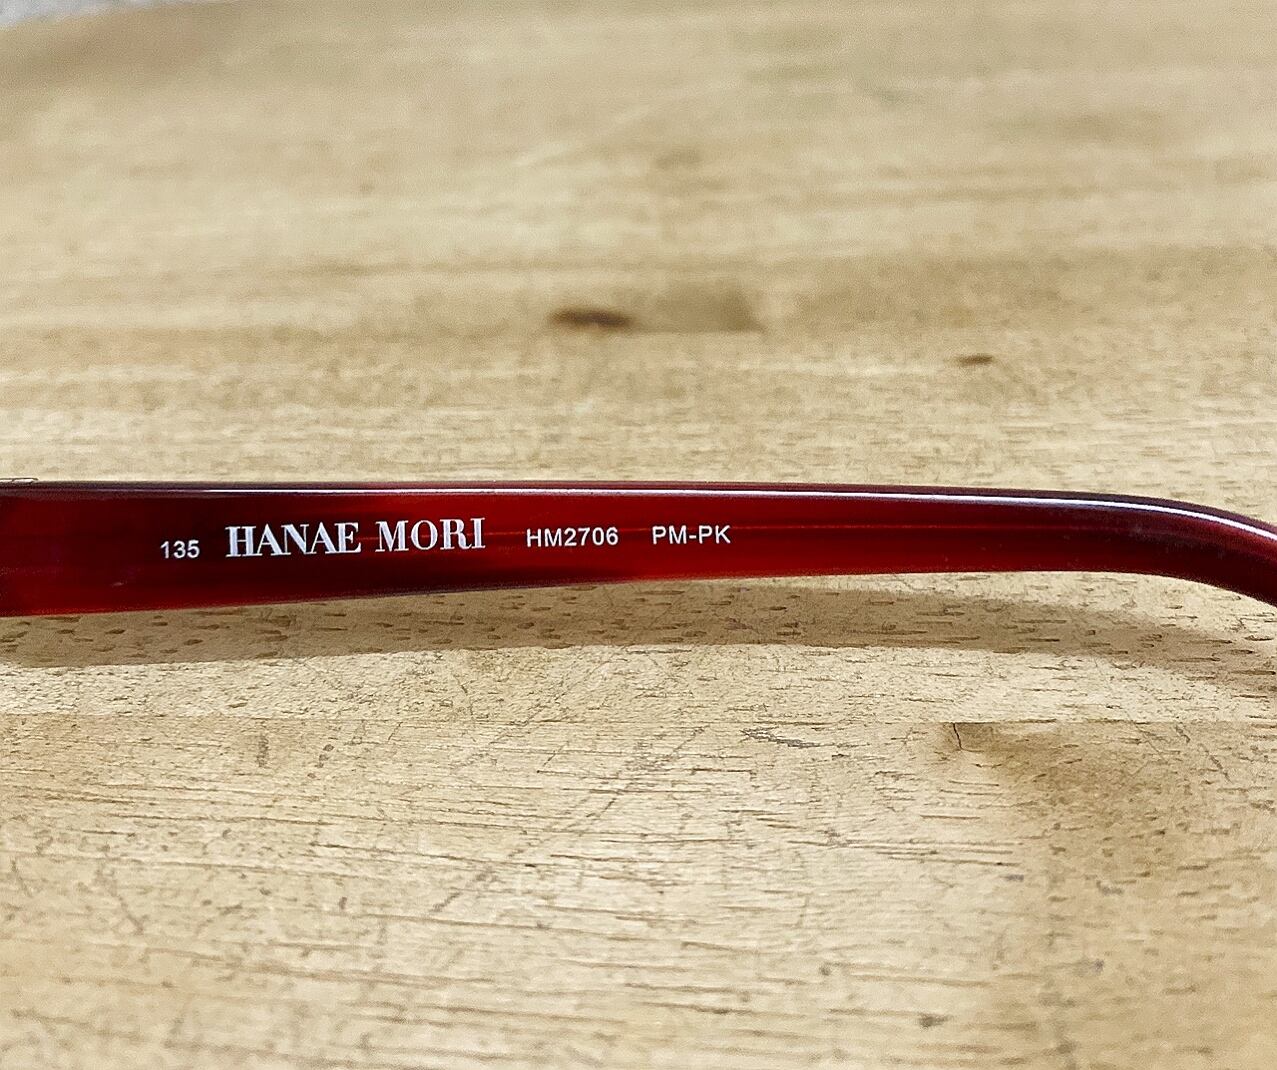 135 HANAE MORI HM2706 PM-PK